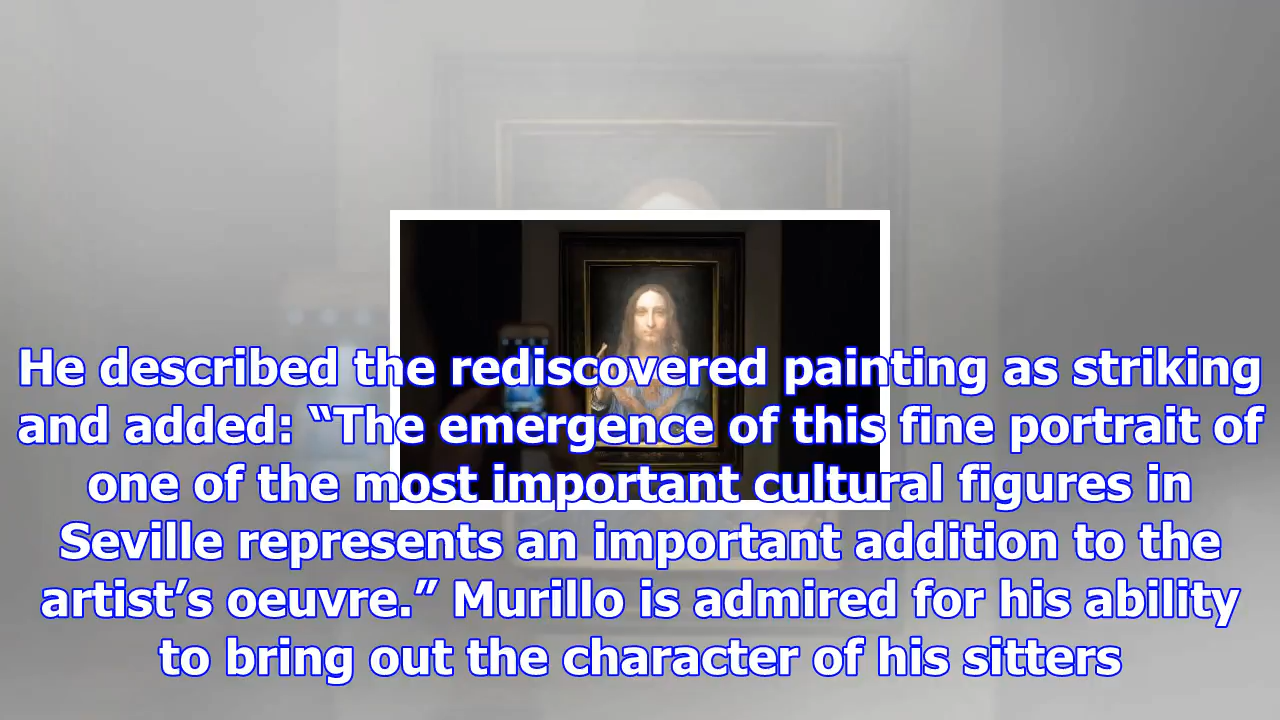 He described the rediscovered painting as striking
and added: “The emergence of this fine portrait of
one of the most important cultural figures in
Seville represents an important addition to the
artist’s oeuvre.” Murillo is admired for his ability
to bring out the character of his sitters